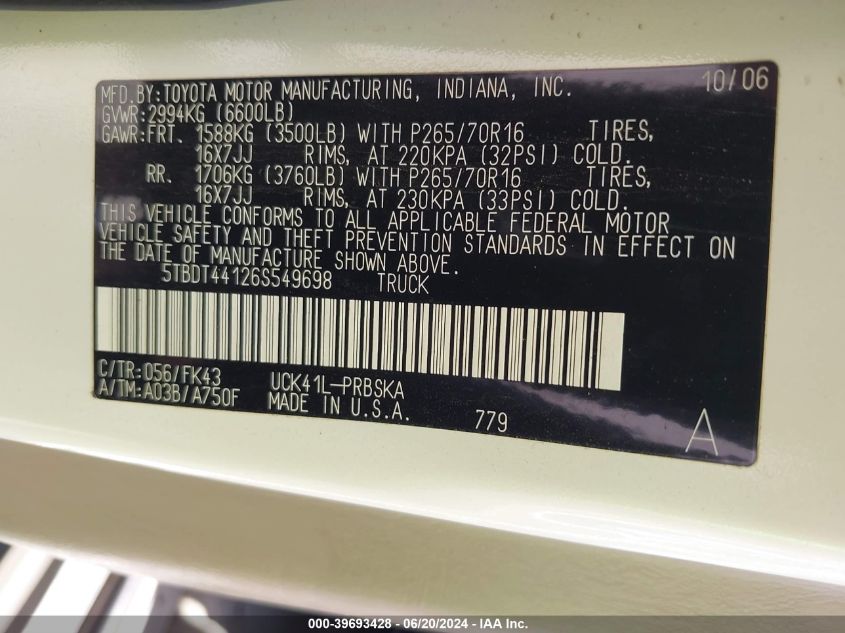 MFD.BY:TOYOTA MOTOR MANUFACTURING, INDIANA, INC. 10/06
GVWR:2994KG (6600LB)
GAWR:FRT. 1588KG (3500LB) WITH P265/70R16 TIRES,
16X7JJ RIMS, AT 220KPA (32PSI) COLD.
RR. 1706KG (3760LB) WITH P265/70R16 TIRES,
16X7JJ RIMS, AT 230KPA (33PSI) COLD.
THIS VEHICLE CONFORMS TO ALL APPLICABLE FEDERAL MOTOR
VEHICLE SAFETY AND THEFT PREVENTION STANDARDS IN EFFECT ON
THE DATE OF MANUFACTURE SHOWN ABOVE.
5TBDT44126S549698 TRUCK
C/TR:056/FK43 UCK41L-PRBSKA
A/TM:A03B/A750F MADE IN U.S.A. 779 A
000-39693428 - 06/20/2024 - IAA Inc.